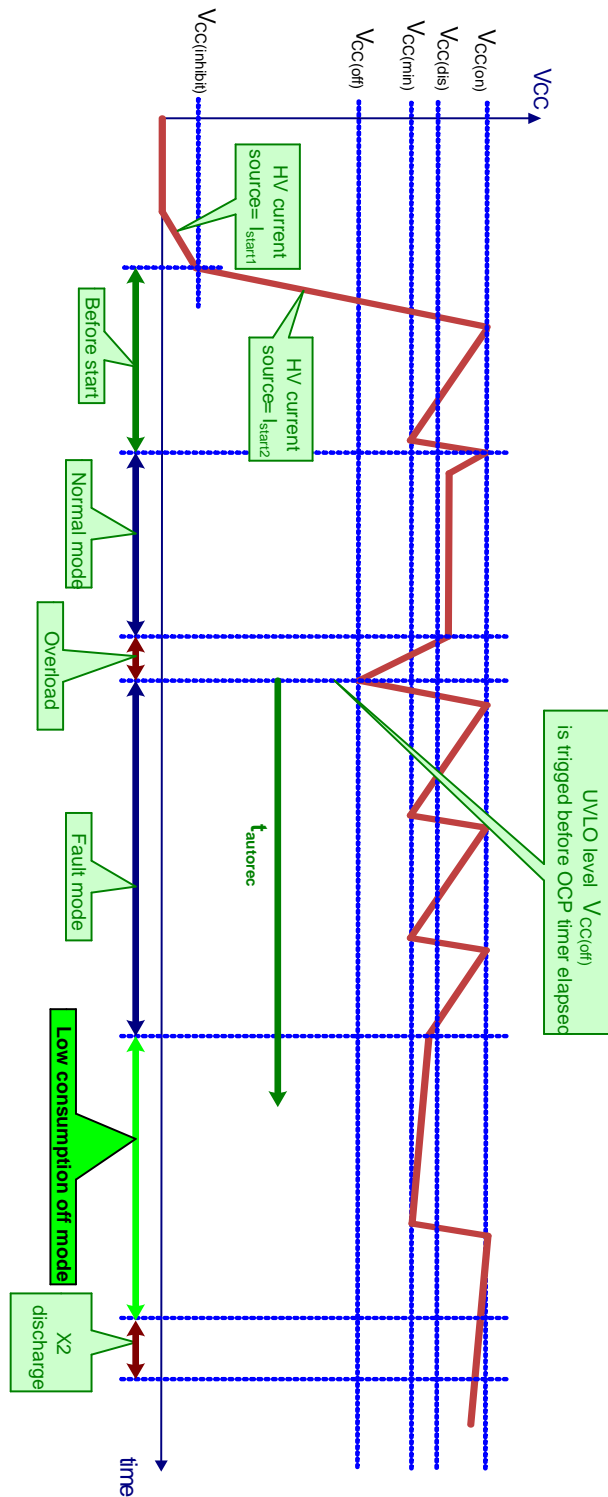 VCC
VCC(on)
VCC(dis)
VCC(min)
VCC(off)
VCC(inhibit)
UVLO level VCC(off)
is trigged before OCP timer elapsed
HV current
source= Istart1
HV current
source= Istart2
tautorec
Before start
Normal mode
Overload
Fault mode
Low consumption off mode
X2
discharge
time